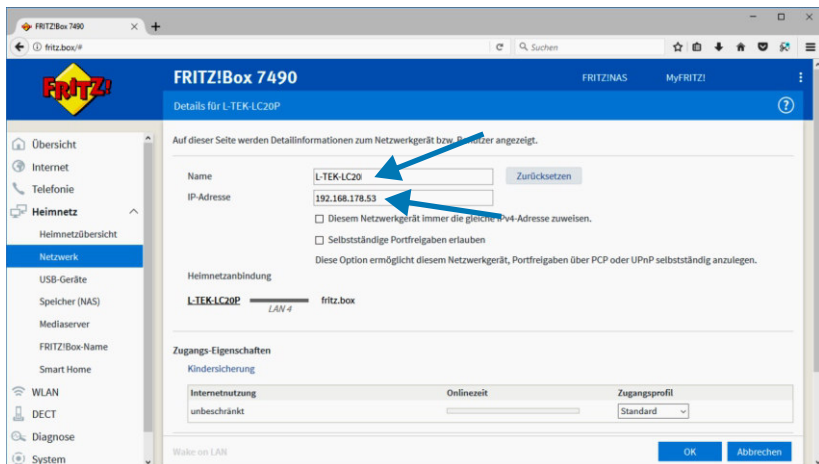 FRITZ!Box 7490
fritz.box/#
Suchen
FRITZ!
FRITZ!Box 7490
FRITZ!NAS
MyFRITZ!
Details für L-TEK-LC20P
Übersicht
Internet
Telefonie
Heimnetz
Heimnetzübersicht
Netzwerk
USB-Geräte
Speicher (NAS)
Mediaserver
FRITZ!Box-Name
Smart Home
WLAN
DECT
Diagnose
System
Auf dieser Seite werden Detailinformationen zum Netzwerkgerät bzw. Benutzer angezeigt.
Name
L-TEK-LC20
Zurücksetzen
IP-Adresse
192.168.178.53
Diesem Netzwerkgerät immer die gleiche IPv4-Adresse zuweisen.
Selbstständige Portfreigaben erlauben
Diese Option ermöglicht diesem Netzwerkgerät, Portfreigaben über PCP oder UPnP selbstständig anzulegen.
Heimnetzanbindung
L-TEK-LC20P
LAN 4
fritz.box
Zugangs-Eigenschaften
Kindersicherung
Internetnutzung Onlinezeit Zugangsprofil
unbeschränkt Standard
Wake on LAN
OK
Abbrechen